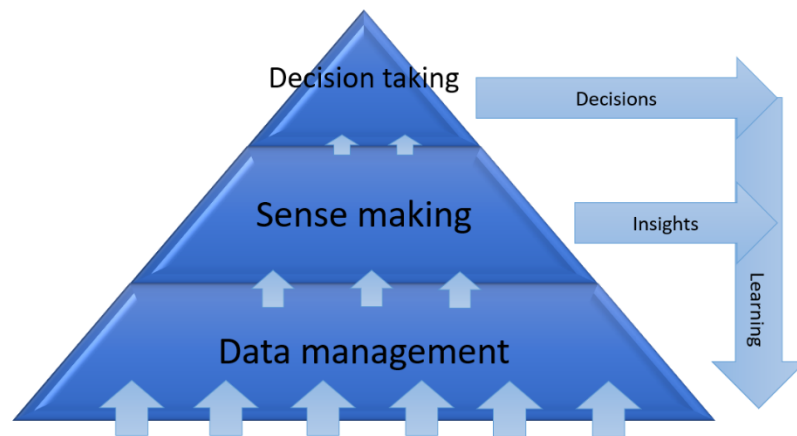 Decision taking
Decisions
Sense making
Insights
Learning
Data management